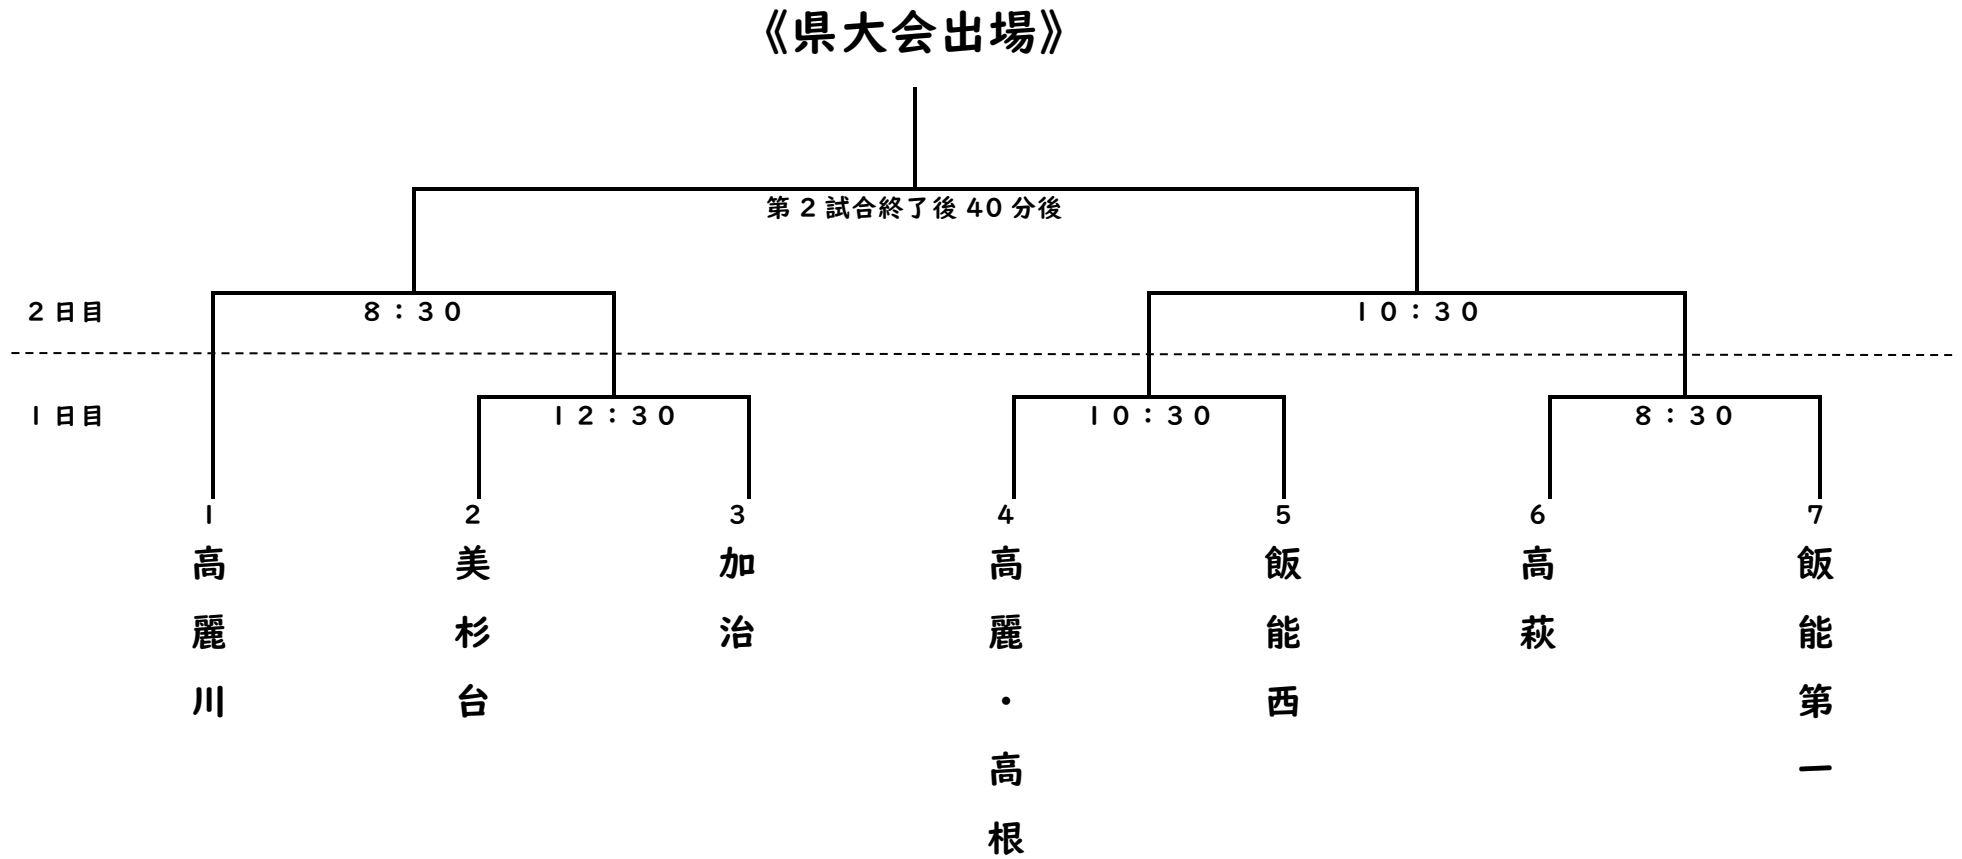 《県大会出場》
第2試合終了後40分後
2日目
8：30
10：30
1日目
12：30
10：30
8：30
1
2
3
4
5
6
7
高麗川
美杉台
加治
高麗・高根
飯能西
高萩
飯能第一